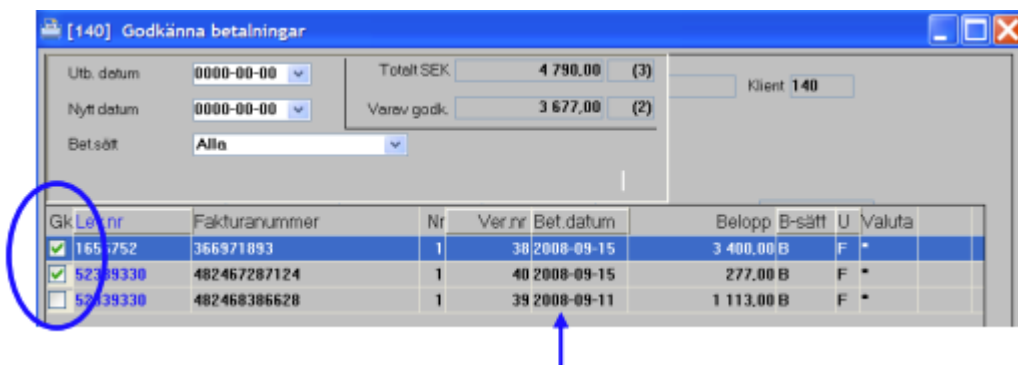 [140] Godkänna betalningar
Utb. datum 0000-00-00 Totalt SEK 4 790,00 (3) Klient 140
Nytt datum 0000-00-00 Varav godk. 3 677,00 (2)
Bet.sätt Alla
Gk Lev.nr Fakturanummer Nr Ver.nr Bet.datum Belopp B-sätt U Valuta
366971893 1 38 2008-09-15 3 400,00 B F *
482467287124 1 40 2008-09-15 277,00 B F *
482468386628 1 39 2008-09-11 1 113,00 B F *